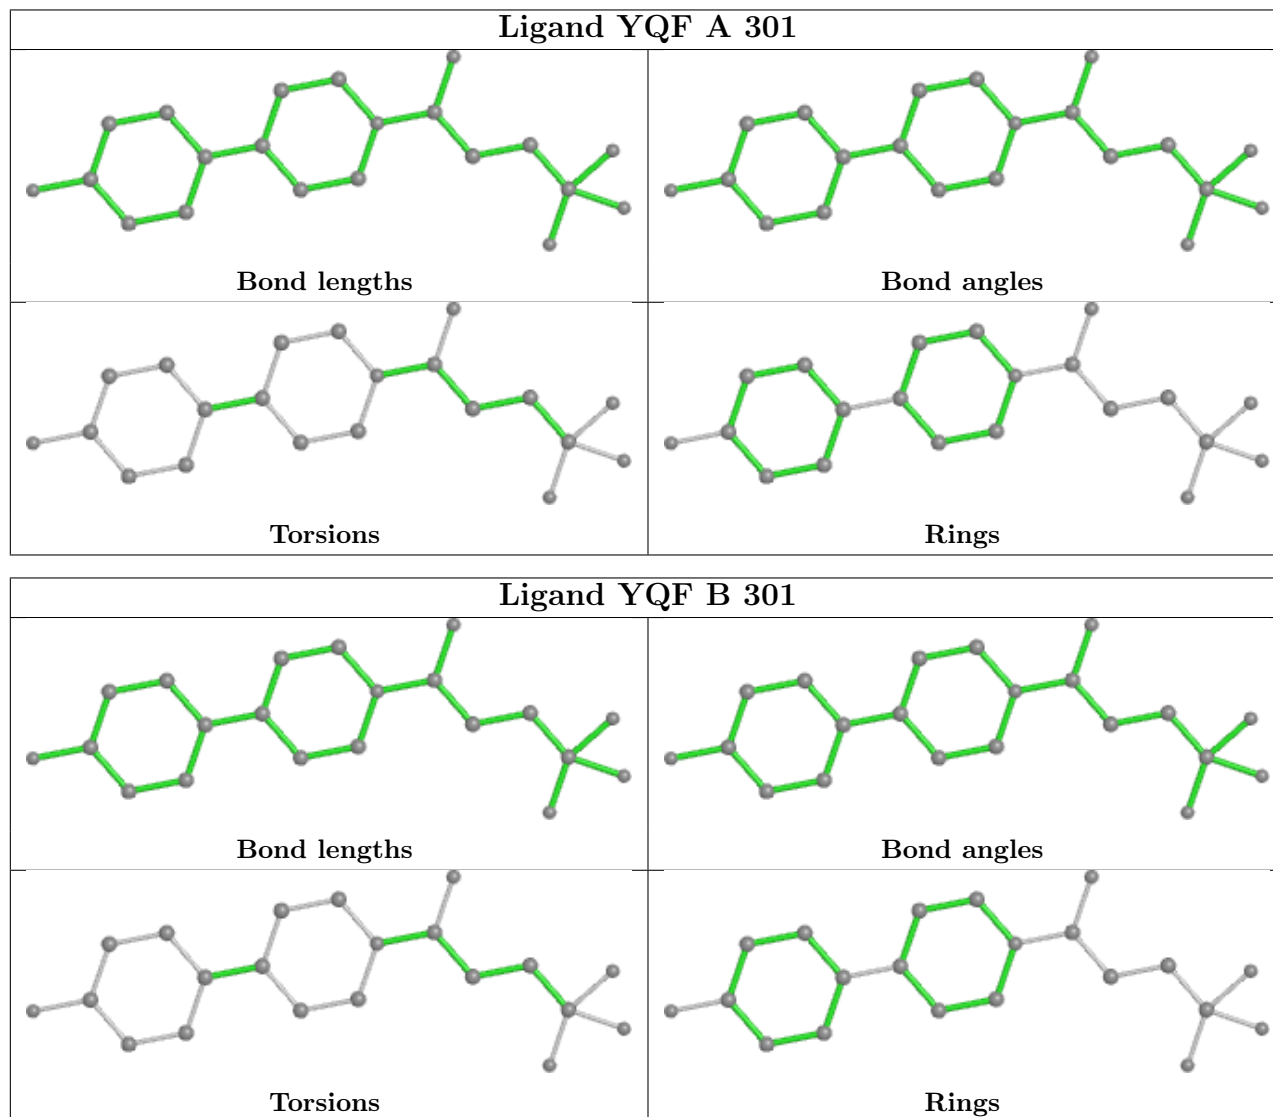 Ligand YQF A 301
Bond lengths
Bond angles
Torsions
Rings
Ligand YQF B 301
Bond lengths
Bond angles
Torsions
Rings